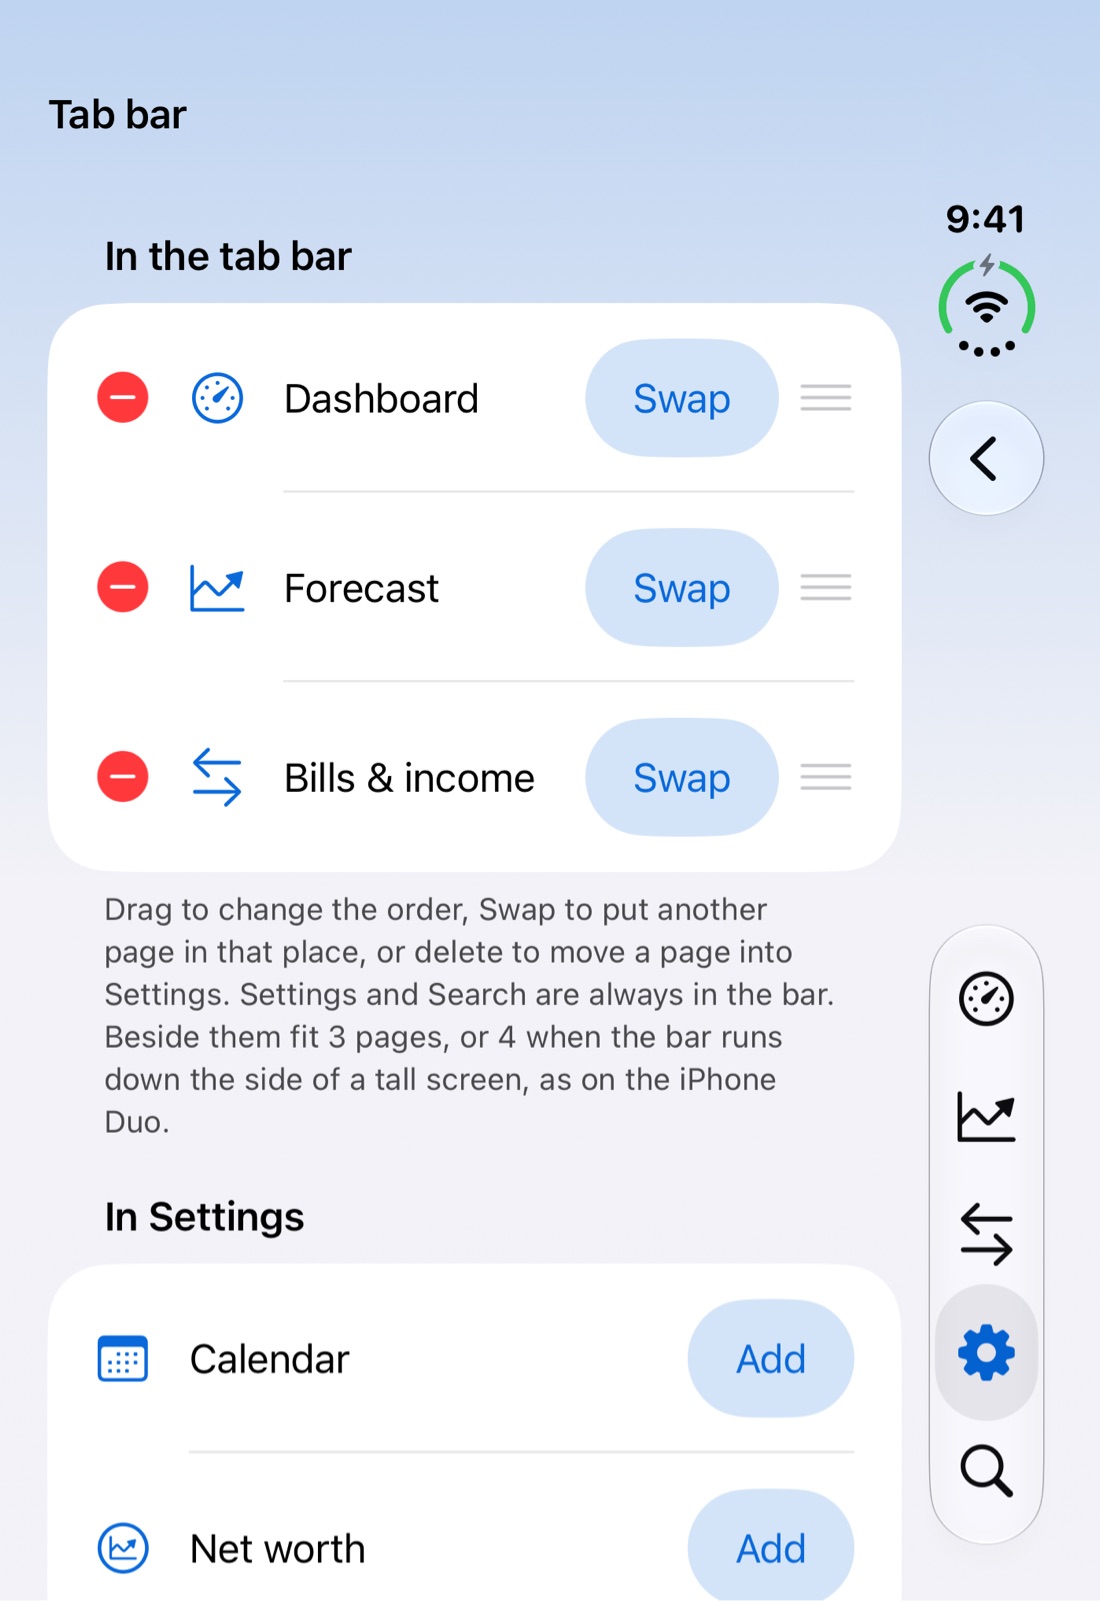 Tab bar
9:41
In the tab bar
Dashboard Swap
Forecast Swap
Bills & income Swap
Drag to change the order, Swap to put another
page in that place, or delete to move a page into
Settings. Settings and Search are always in the bar.
Beside them fit 3 pages, or 4 when the bar runs
down the side of a tall screen, as on the iPhone
Duo.
In Settings
Calendar Add
Net worth Add